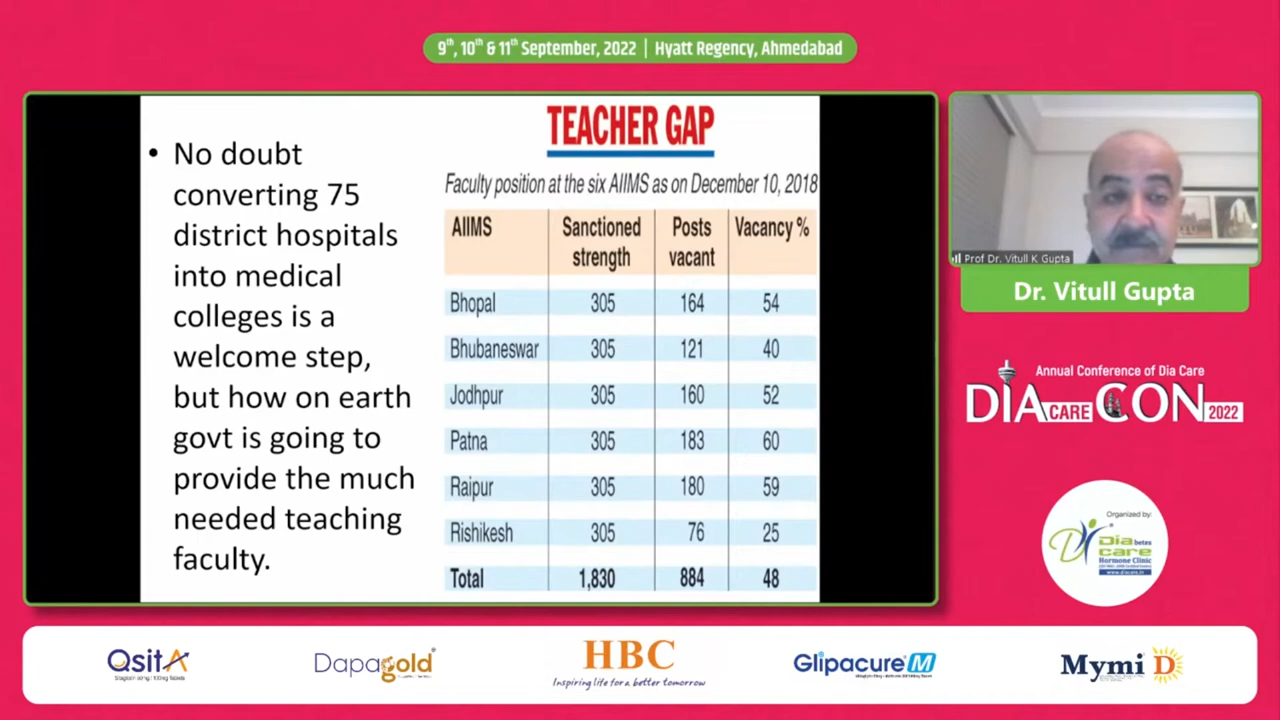 9th, 10th & 11th September, 2022 | Hyatt Regency, Ahmedabad
• No doubt
converting 75
district hospitals
into medical
colleges is a
welcome step,
but how on earth
govt is going to
provide the much
needed teaching
faculty.
TEACHER GAP
Faculty position at the six AIIMS as on December 10, 2018
AIIMS Sanctioned strength Posts vacant Vacancy %
Bhopal 305 164 54
Bhubaneswar 305 121 40
Jodhpur 305 160 52
Patna 305 183 60
Raipur 305 180 59
Rishikesh 305 76 25
Total 1,830 884 48
Prof Dr. Vitull K Gupta
Dr. Vitull Gupta
Annual Conference of Dia Care
DIA CARE CON 2022
Organized by:
Diabetes
care
Hormone Clinic
www.diacare.in
Qsita
Dapagold
HBC
Inspiring life for a better tomorrow
Glipacure M
Mymi D